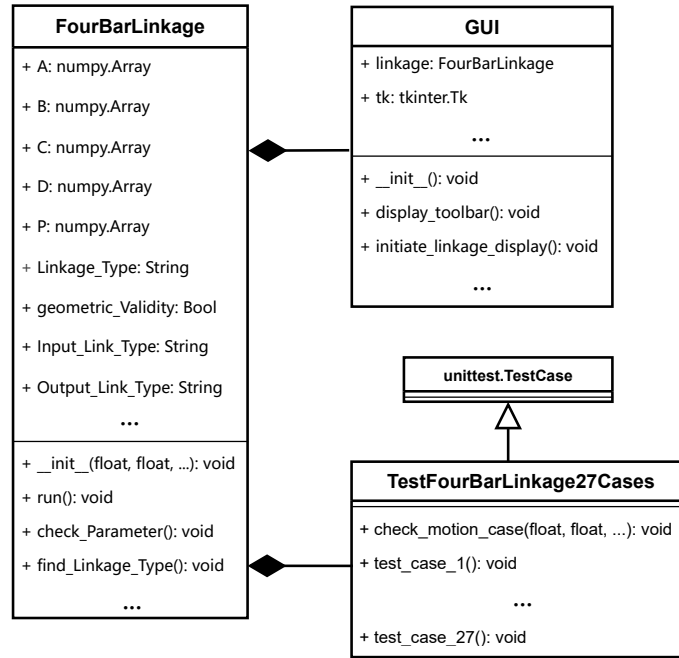 FourBarLinkage
+ A: numpy.Array
+ B: numpy.Array
+ C: numpy.Array
+ D: numpy.Array
+ P: numpy.Array
+ Linkage_Type: String
+ geometric_Validity: Bool
+ Input_Link_Type: String
+ Output_Link_Type: String
...
+ __init__(float, float, ...): void
+ run(): void
+ check_Parameter(): void
+ find_Linkage_Type(): void
...
GUI
+ linkage: FourBarLinkage
+ tk: tkinter.Tk
...
+ __init__(): void
+ display_toolbar(): void
+ initiate_linkage_display(): void
...
unittest.TestCase
TestFourBarLinkage27Cases
+ check_motion_case(float, float, ...): void
+ test_case_1(): void
...
+ test_case_27(): void